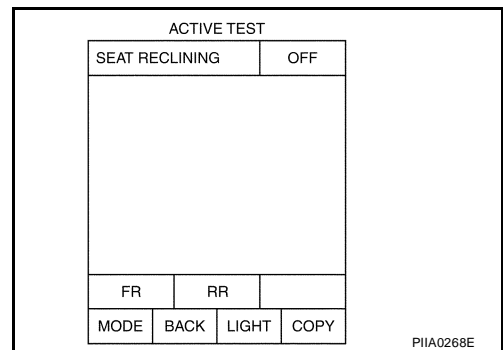 ACTIVE TEST
SEAT RECLINING OFF
FR RR
MODE BACK LIGHT COPY
PIIA0268E